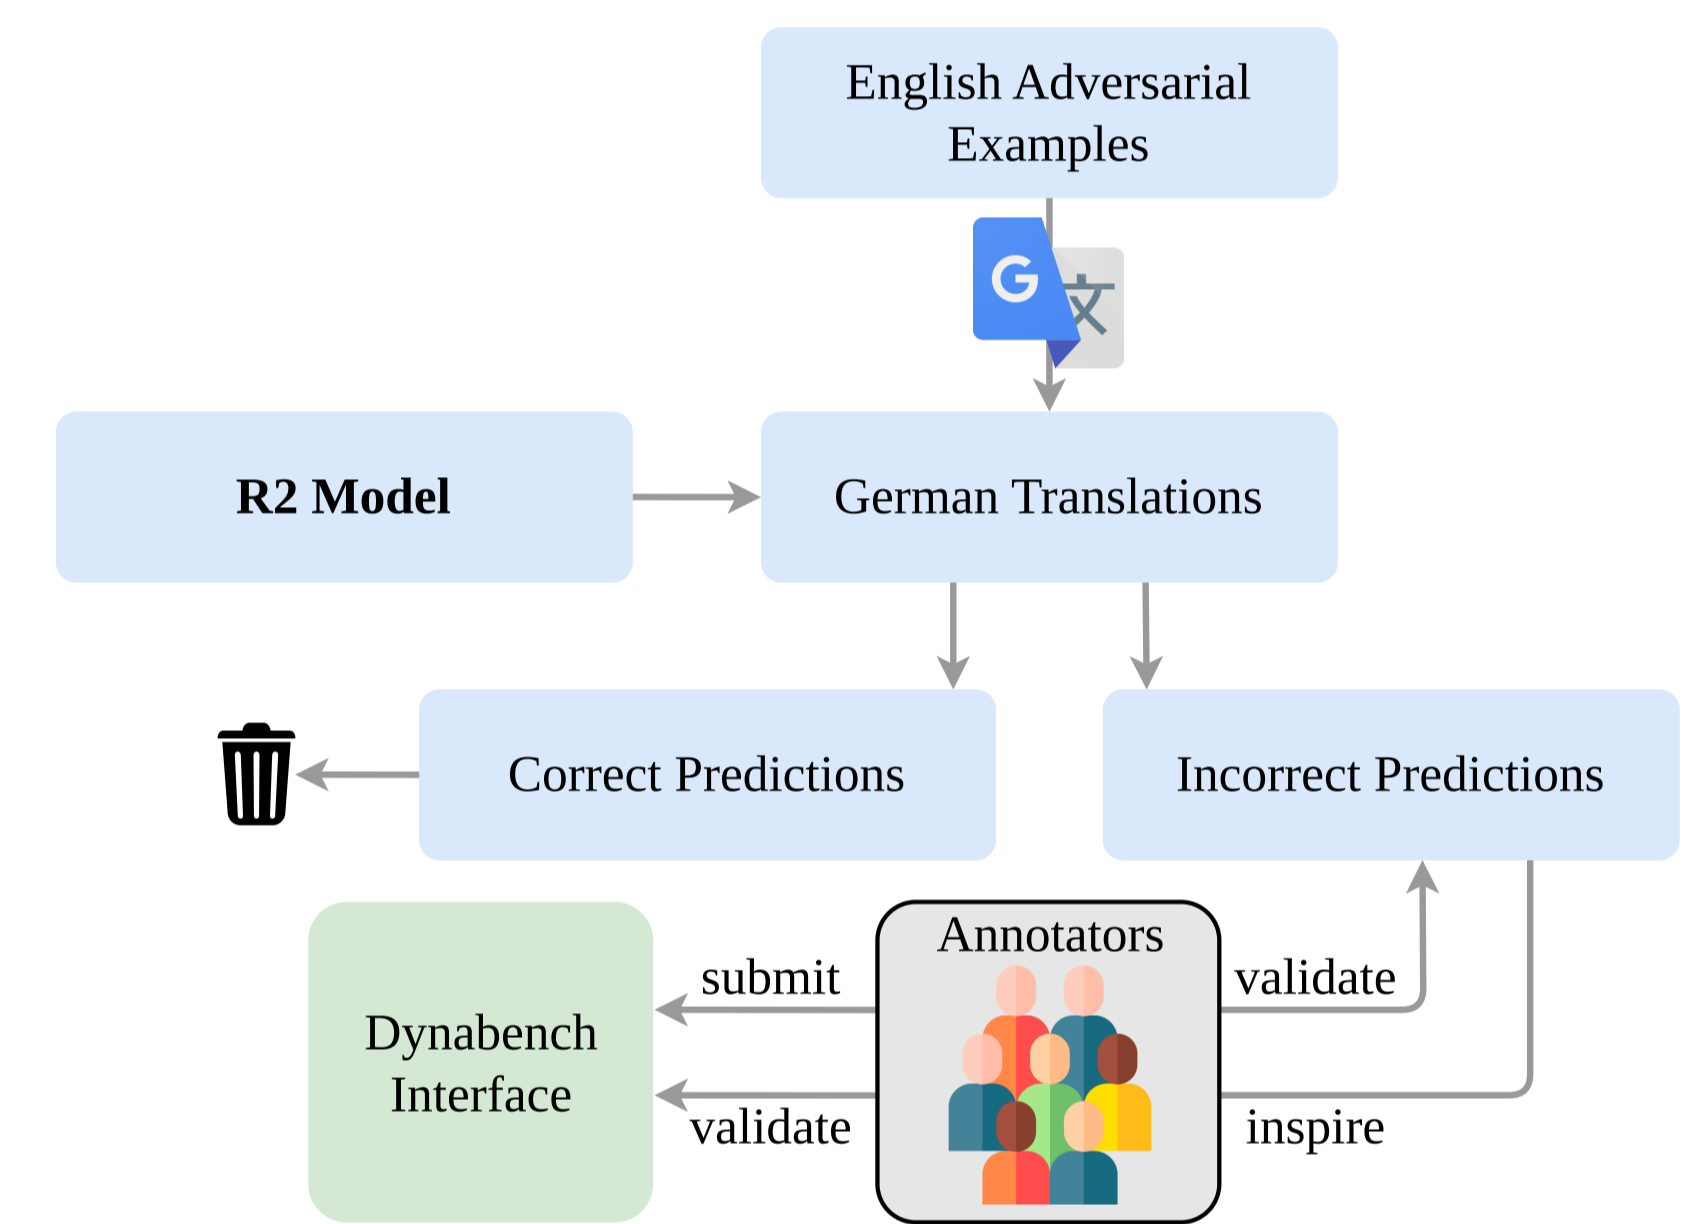 English Adversarial
Examples
G 文
R2 Model
German Translations
Correct Predictions
Incorrect Predictions
Annotators
submit
validate
Dynabench
Interface
validate
inspire